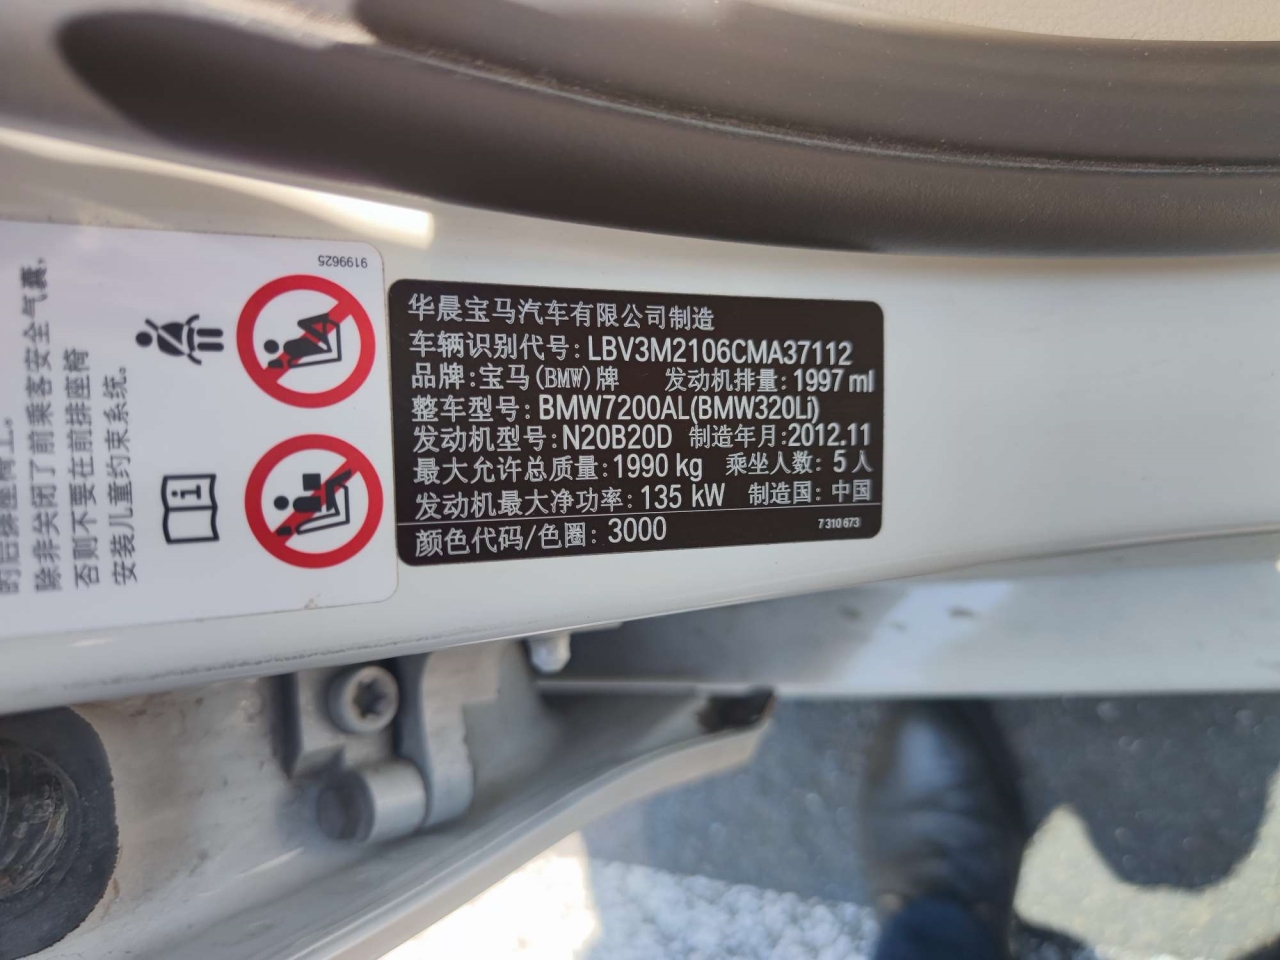 华晨宝马汽车有限公司制造
车辆识别代号:LBV3M2106CMA37112
品牌:宝马(BMW)牌 发动机排量:1997 ml
整车型号:BMW7200AL(BMW320Li)
发动机型号:N20B20D 制造年月:2012.11
最大允许总质量:1990 kg 乘坐人数: 5 人
发动机最大净功率: 135 kW 制造国: 中国
颜色代码/色圈: 3000 7 310 673
9199625
除非关闭了前乘客安全气囊,
否则不要在前排座椅
安装儿童约束系统。